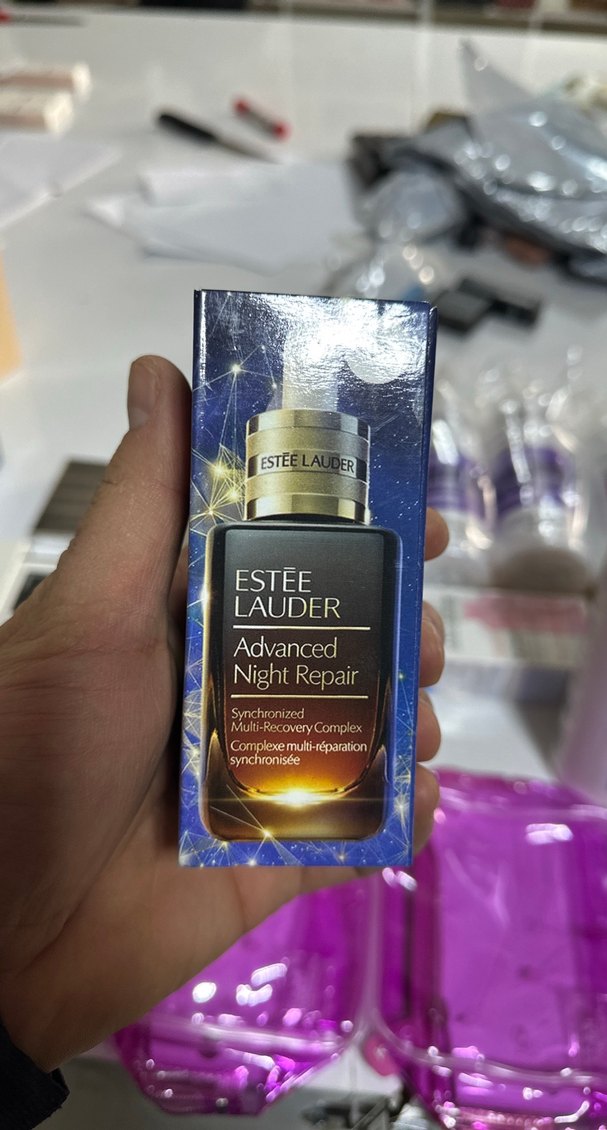 ESTĒE LAUDER
ESTĒE
LAUDER
Advanced
Night Repair
Synchronized
Multi-Recovery Complex
Complexe multi-réparation
synchronisée